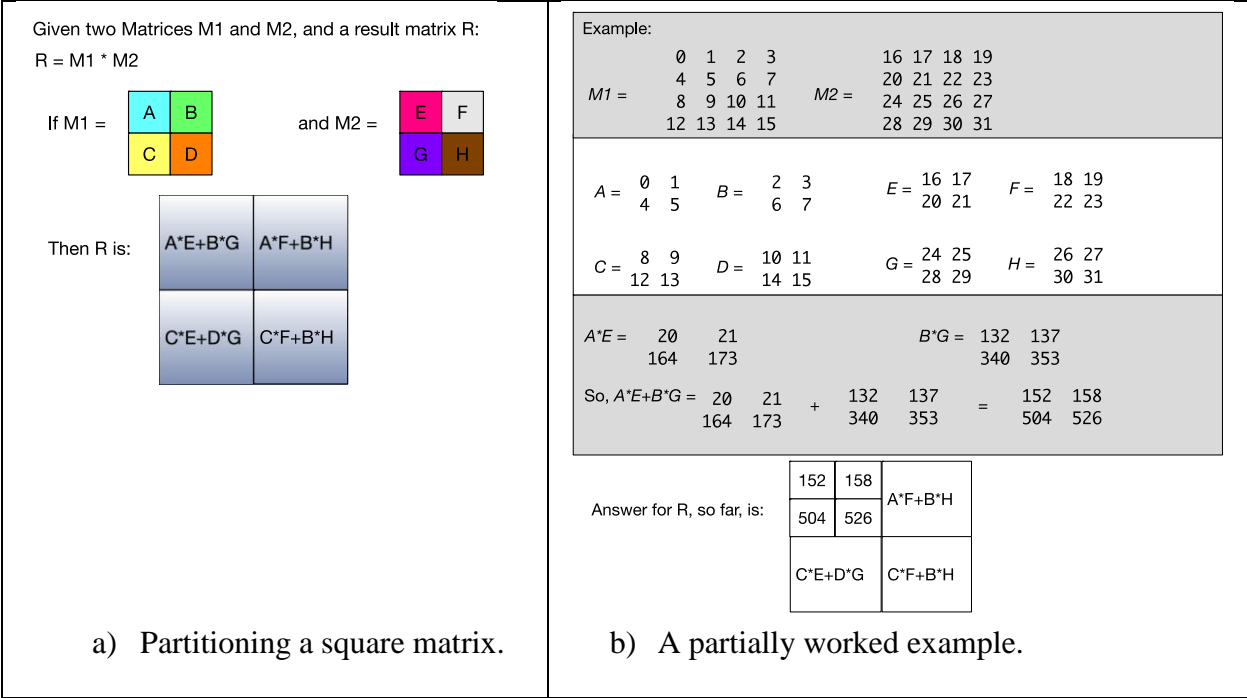 Given two Matrices M1 and M2, and a result matrix R:
R = M1 * M2
If M1 =
A B
C D
and M2 =
E F
G H
Then R is:
A*E+B*G A*F+B*H
C*E+D*G C*F+B*H
a) Partitioning a square matrix.
Example:
M1 =
0 1 2 3
4 5 6 7
8 9 10 11
12 13 14 15
M2 =
16 17 18 19
20 21 22 23
24 25 26 27
28 29 30 31
A =
0 1
4 5
B =
2 3
6 7
E =
16 17
20 21
F =
18 19
22 23
C =
8 9
12 13
D =
10 11
14 15
G =
24 25
28 29
H =
26 27
30 31
A*E =
20 21
164 173
B*G =
132 137
340 353
So, A*E+B*G =
20 21
164 173
+
132 137
340 353
=
152 158
504 526
Answer for R, so far, is:
152 158
504 526
A*F+B*H
C*E+D*G C*F+B*H
b) A partially worked example.